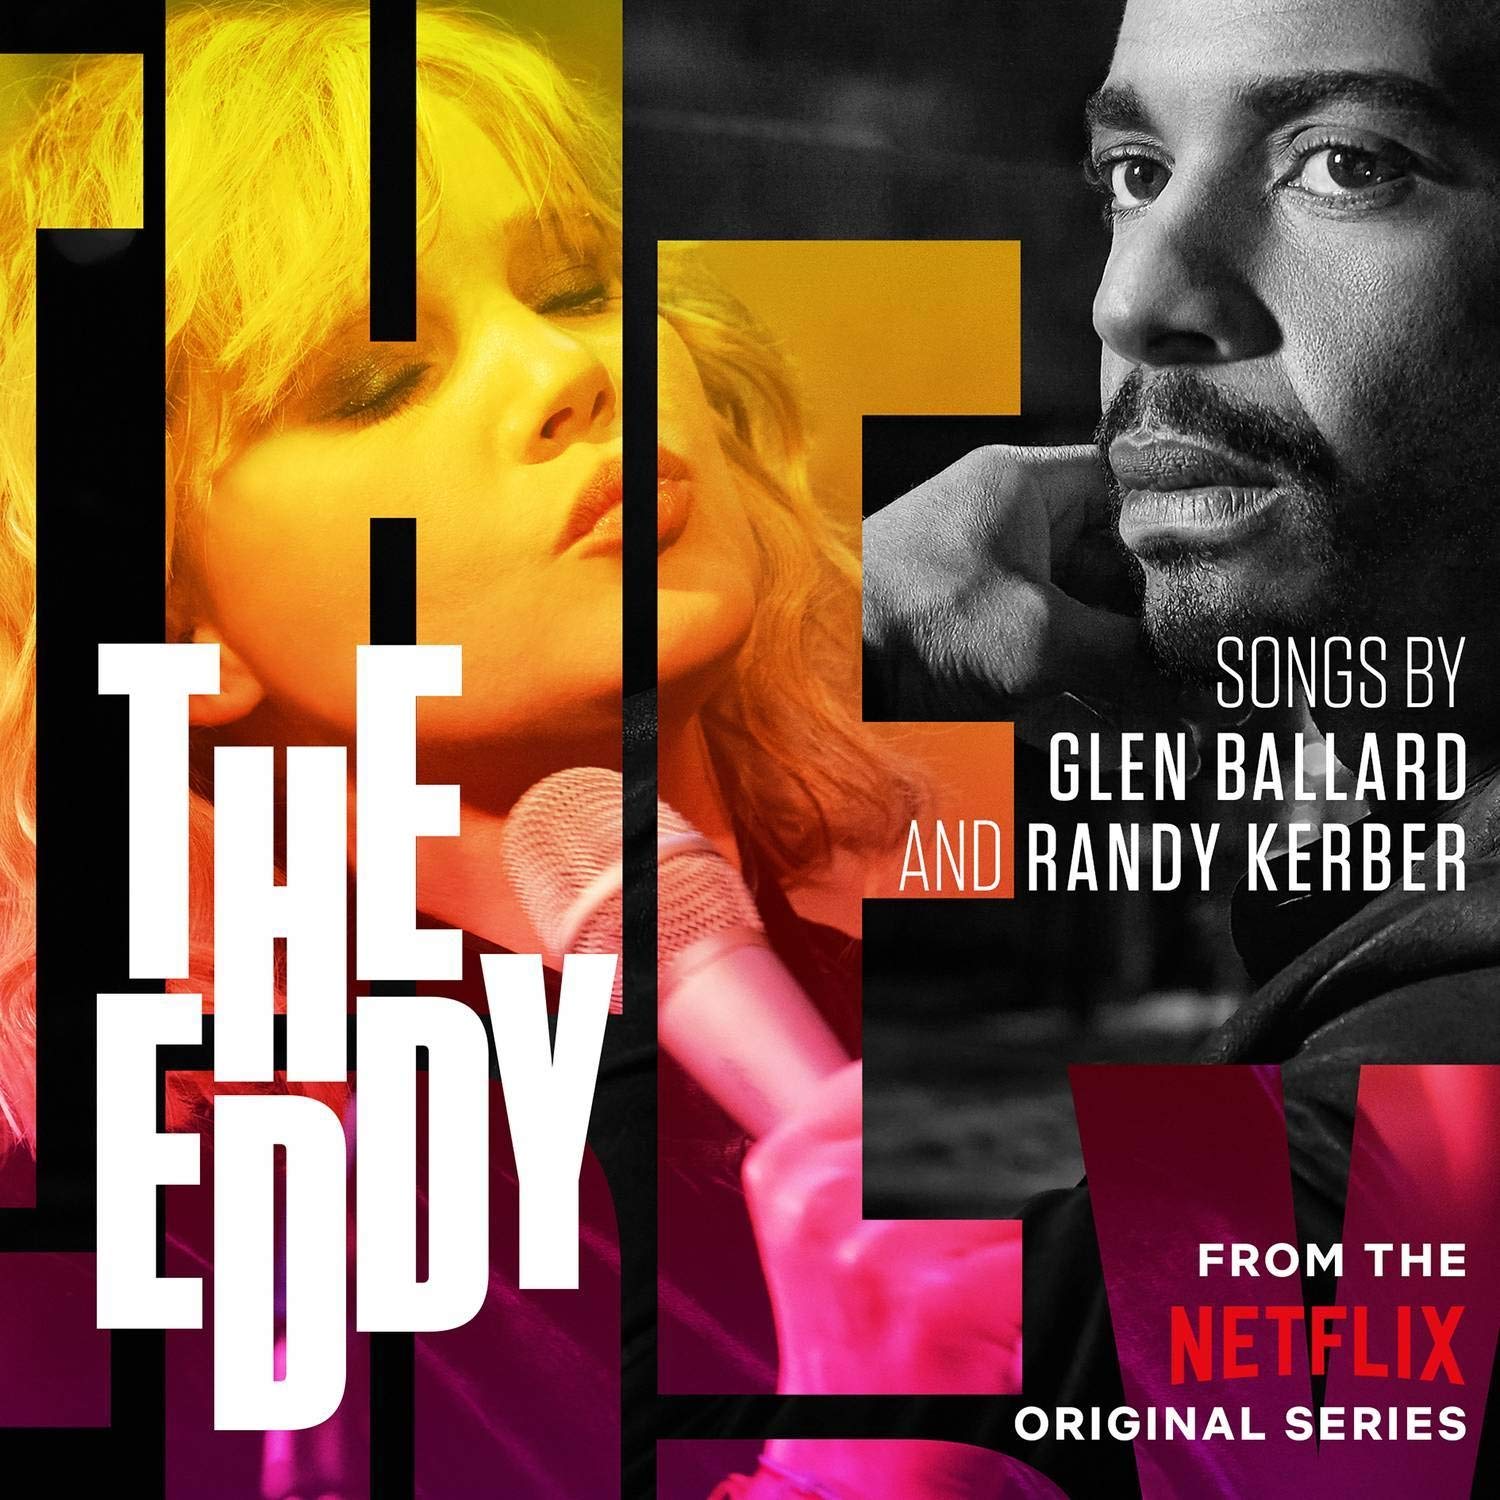 THE
EDDY
SONGS BY
GLEN BALLARD
AND RANDY KERBER
FROM THE
NETFLIX
ORIGINAL SERIES